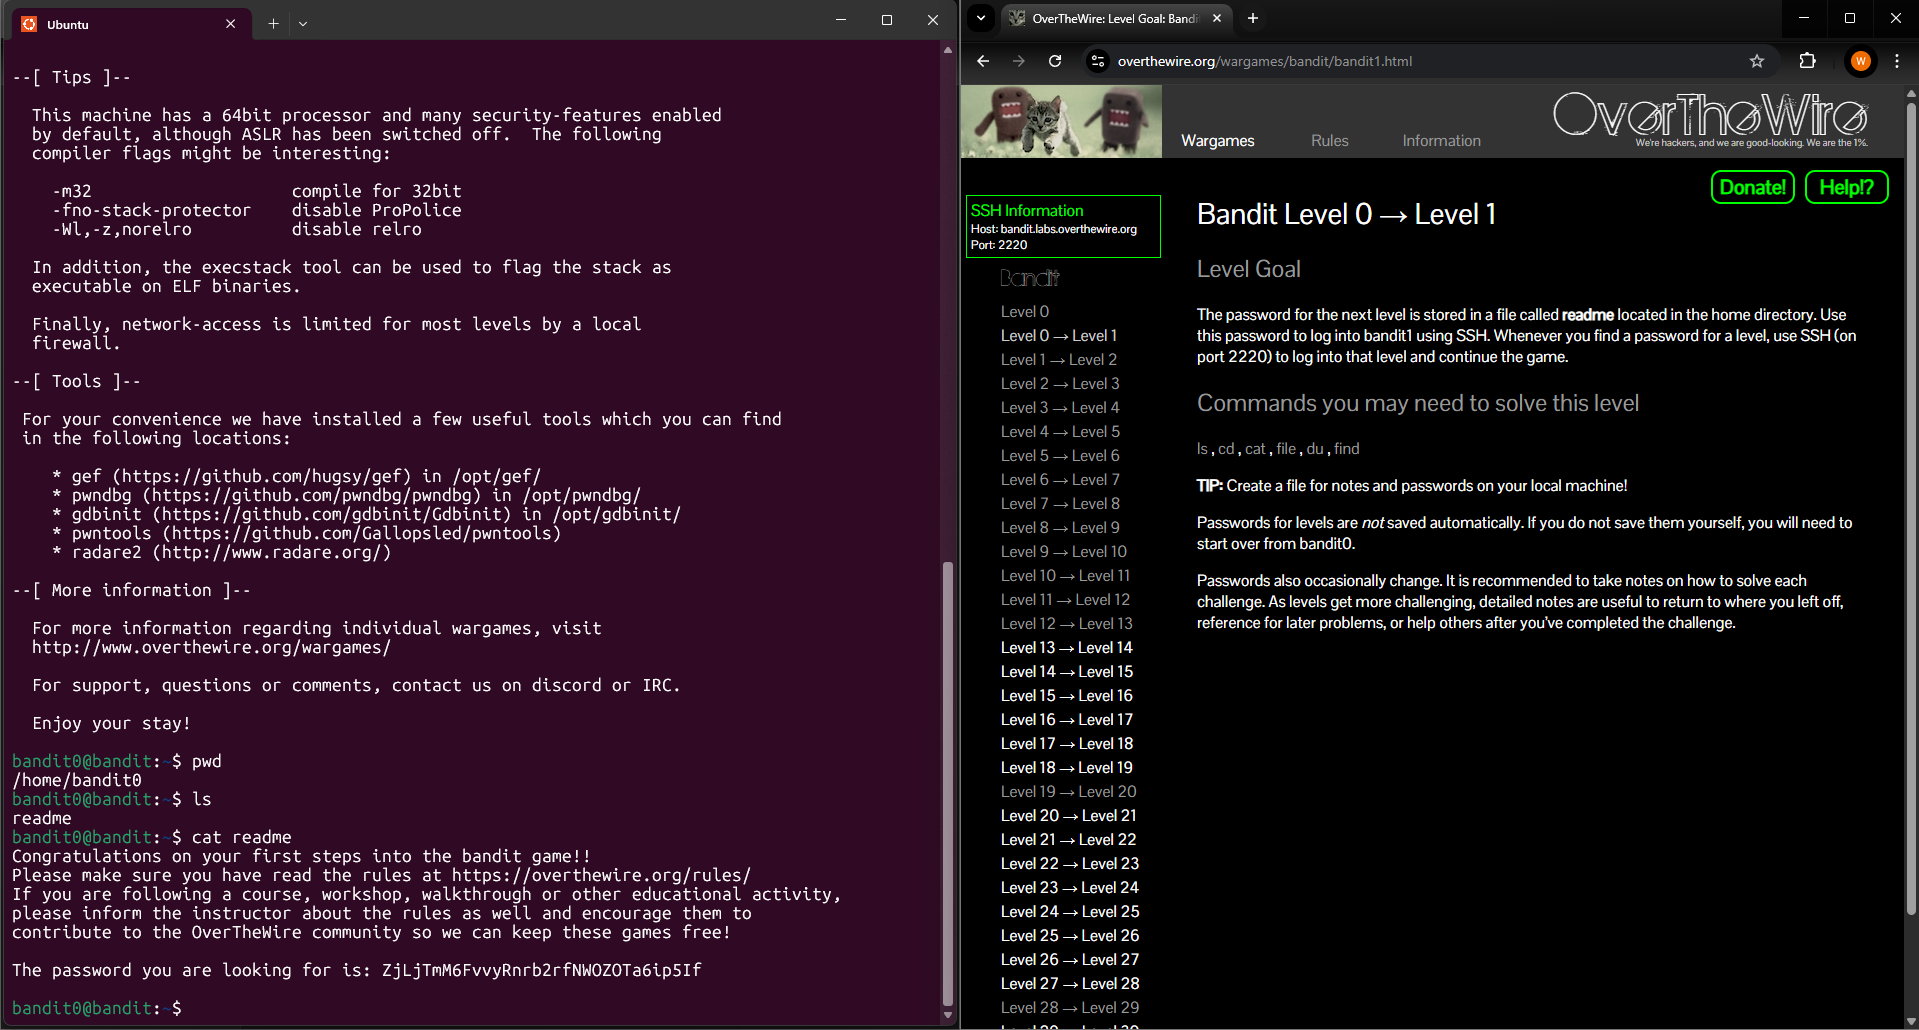 Ubuntu
--[ Tips ]--
This machine has a 64bit processor and many security-features enabled
by default, although ASLR has been switched off.  The following
compiler flags might be interesting:
-m32                    compile for 32bit
-fno-stack-protector    disable ProPolice
-Wl,-z,norelro          disable relro
In addition, the execstack tool can be used to flag the stack as
executable on ELF binaries.
Finally, network-access is limited for most levels by a local
firewall.
--[ Tools ]--
For your convenience we have installed a few useful tools which you can find
in the following locations:
* gef (https://github.com/hugsy/gef) in /opt/gef/
* pwndbg (https://github.com/pwndbg/pwndbg) in /opt/pwndbg/
* gdbinit (https://github.com/gdbinit/Gdbinit) in /opt/gdbinit/
* pwntools (https://github.com/Gallopsled/pwntools)
* radare2 (http://www.radare.org/)
--[ More information ]--
For more information regarding individual wargames, visit
http://www.overthewire.org/wargames/
For support, questions or comments, contact us on discord or IRC.
Enjoy your stay!
bandit0@bandit:~$ pwd
/home/bandit0
bandit0@bandit:~$ ls
readme
bandit0@bandit:~$ cat readme
Congratulations on your first steps into the bandit game!!
Please make sure you have read the rules at https://overthewire.org/rules/
If you are following a course, workshop, walkthrough or other educational activity,
please inform the instructor about the rules as well and encourage them to
contribute to the OverTheWire community so we can keep these games free!
The password you are looking for is: ZjLjTmM6FvvyRnrb2rfNWOZOTa6ip5If
bandit0@bandit:~$
OverTheWire: Level Goal: Bandi
overthewire.org/wargames/bandit/bandit1.html
W
Wargames
Rules
Information
OverTheWire
We're hackers, and we are good-looking. We are the 1%.
Donate!
Help!?
SSH Information
Host: bandit.labs.overthewire.org
Port: 2220
Bandit
Level 0
Level 0 → Level 1
Level 1 → Level 2
Level 2 → Level 3
Level 3 → Level 4
Level 4 → Level 5
Level 5 → Level 6
Level 6 → Level 7
Level 7 → Level 8
Level 8 → Level 9
Level 9 → Level 10
Level 10 → Level 11
Level 11 → Level 12
Level 12 → Level 13
Level 13 → Level 14
Level 14 → Level 15
Level 15 → Level 16
Level 16 → Level 17
Level 17 → Level 18
Level 18 → Level 19
Level 19 → Level 20
Level 20 → Level 21
Level 21 → Level 22
Level 22 → Level 23
Level 23 → Level 24
Level 24 → Level 25
Level 25 → Level 26
Level 26 → Level 27
Level 27 → Level 28
Level 28 → Level 29
Bandit Level 0 → Level 1
Level Goal
The password for the next level is stored in a file called readme located in the home directory. Use
this password to log into bandit1 using SSH. Whenever you find a password for a level, use SSH (on
port 2220) to log into that level and continue the game.
Commands you may need to solve this level
ls , cd , cat , file , du , find
TIP: Create a file for notes and passwords on your local machine!
Passwords for levels are not saved automatically. If you do not save them yourself, you will need to
start over from bandit0.
Passwords also occasionally change. It is recommended to take notes on how to solve each
challenge. As levels get more challenging, detailed notes are useful to return to where you left off,
reference for later problems, or help others after you've completed the challenge.